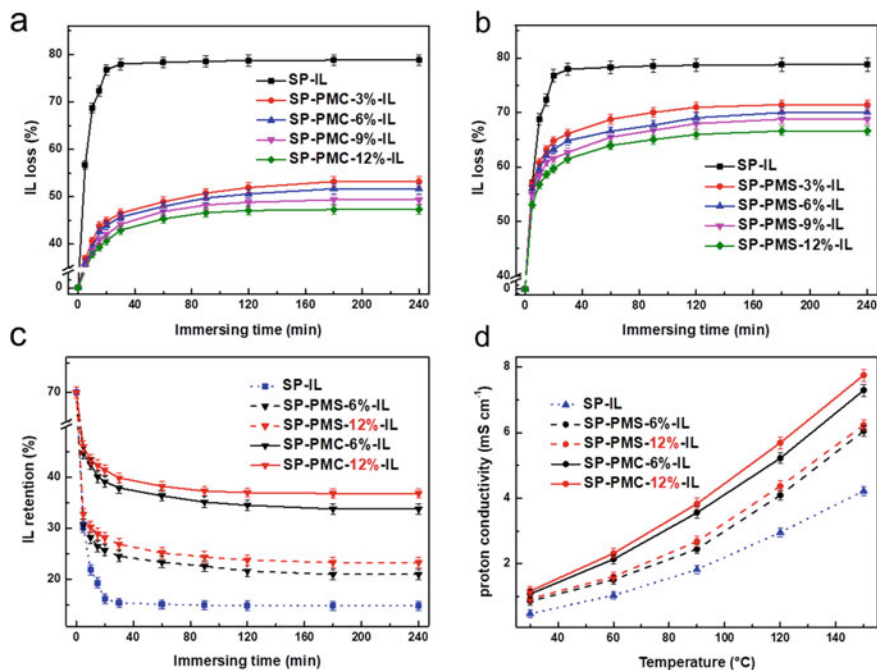 a
IL loss (%)
80
70
60
50
40
0
SP-IL
SP-PMC-3%-IL
SP-PMC-6%-IL
SP-PMC-9%-IL
SP-PMC-12%-IL
0 40 80 120 160 200 240
Immersing time (min)
b
IL loss (%)
80
70
60
50
40
0
SP-IL
SP-PMS-3%-IL
SP-PMS-6%-IL
SP-PMS-9%-IL
SP-PMS-12%-IL
0 40 80 120 160 200 240
Immersing time (min)
c
IL retention (%)
70
40
30
20
SP-IL
SP-PMS-6%-IL
SP-PMS-12%-IL
SP-PMC-6%-IL
SP-PMC-12%-IL
0 40 80 120 160 200 240
Immersing time (min)
d
proton conductivity (mS cm⁻¹)
8
6
4
2
SP-IL
SP-PMS-6%-IL
SP-PMS-12%-IL
SP-PMC-6%-IL
SP-PMC-12%-IL
40 60 80 100 120 140
Temperature (°C)